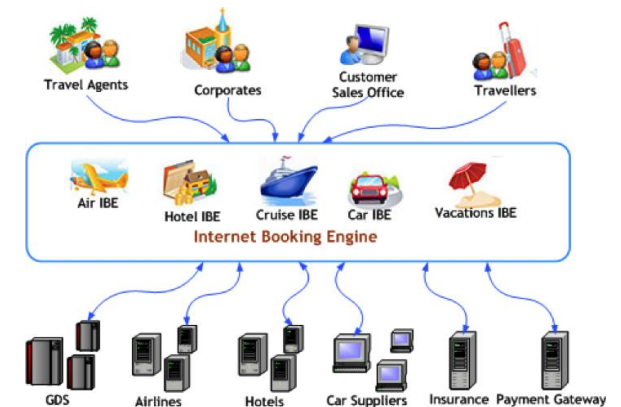 Travel Agents
Corporates
Customer
Sales Office
Travellers
Air IBE
Hotel IBE
Cruise IBE
Car IBE
Vacations IBE
Internet Booking Engine
GDS
Airlines
Hotels
Car Suppliers
Insurance
Payment Gateway